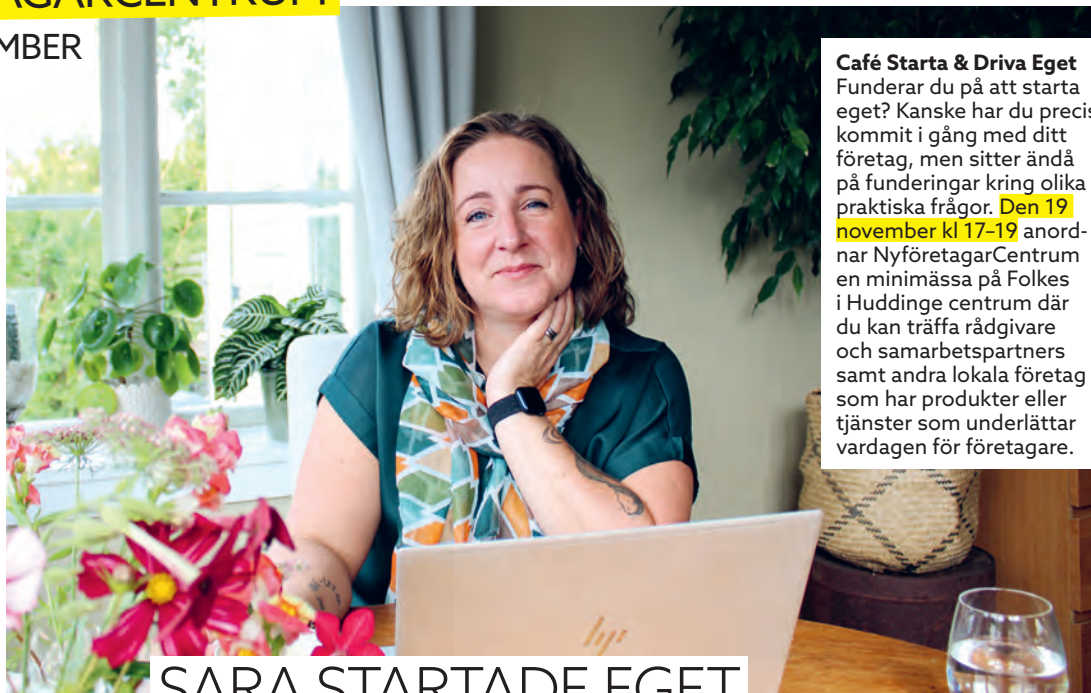 MBER
Café Starta & Driva Eget
Funderar du på att starta
eget? Kanske har du precis
kommit i gång med ditt
företag, men sitter ändå
på funderingar kring olika
praktiska frågor. Den 19
november kl 17–19 anord-
nar NyföretagarCentrum
en minimässa på Folkes
i Huddinge centrum där
du kan träffa rådgivare
och samarbetspartners
samt andra lokala företag
som har produkter eller
tjänster som underlättar
vardagen för företagare.
hp
SARA STARTADE EGET